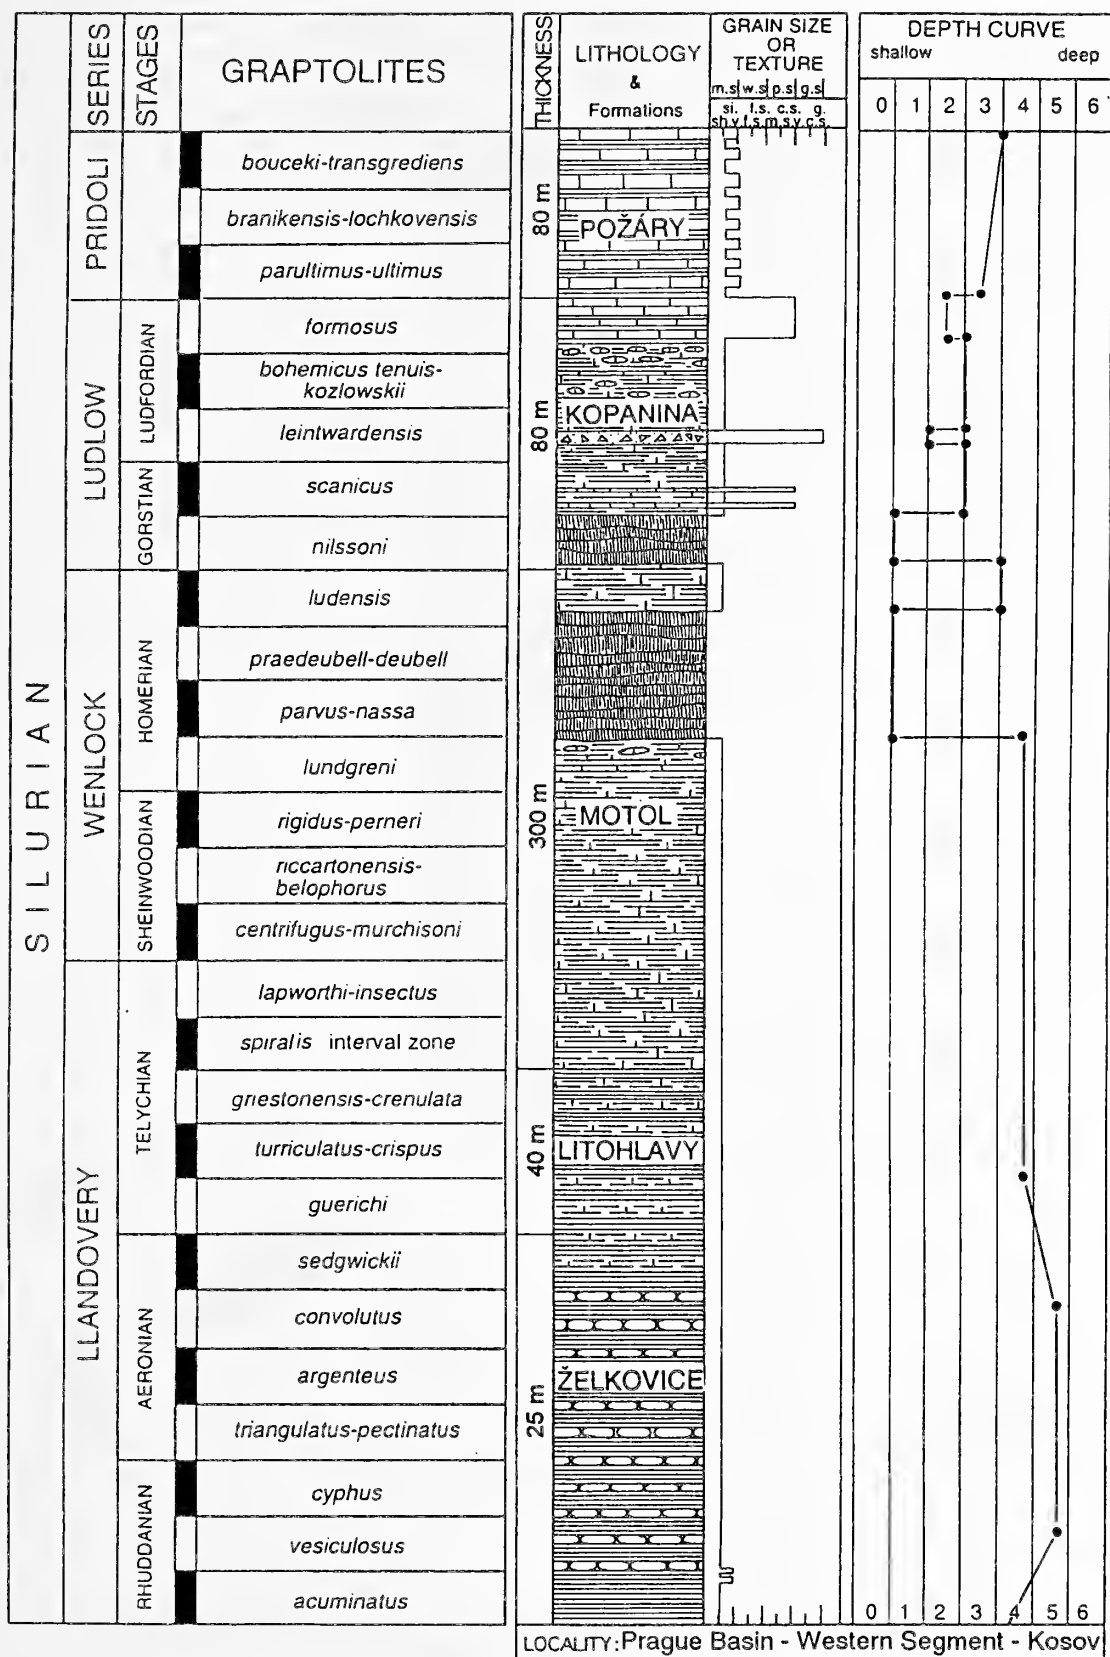 SERIES
STAGES
GRAPTOLITES
THICKNESS
LITHOLOGY
&
Formations
GRAIN SIZE
OR
TEXTURE
m.s w.s p.s g.s
si. f.s. c.s. g.
sh v.f.s m.s v.c.s.
DEPTH CURVE
shallow deep
0 1 2 3 4 5 6
SILURIAN
PRIDOLI
LUDLOW
WENLOCK
LLANDOVERY
LUDFORDIAN
GORSTIAN
HOMERIAN
SHEINWOODIAN
TELYCHIAN
AERONIAN
RHUDDANIAN
bouceki-transgrediens
branikensis-lochkovensis
parultimus-ultimus
formosus
bohemicus tenuis-
kozlowskii
leintwardensis
scanicus
nilssoni
ludensis
praedeubell-deubell
parvus-nassa
lundgreni
rigidus-perneri
riccartonensis-
belophorus
centrifugus-murchisoni
lapworthi-insectus
spiralis interval zone
griestonensis-crenulata
turriculatus-crispus
guerichi
sedgwickii
convolutus
argenteus
triangulatus-pectinatus
cyphus
vesiculosus
acuminatus
80 m
80 m
300 m
40 m
25 m
POŽÁRY
KOPANINA
MOTOL
LITOHLAVY
ŽELKOVICE
0 1 2 3 4 5 6
LOCALITY: Prague Basin - Western Segment - Kosov